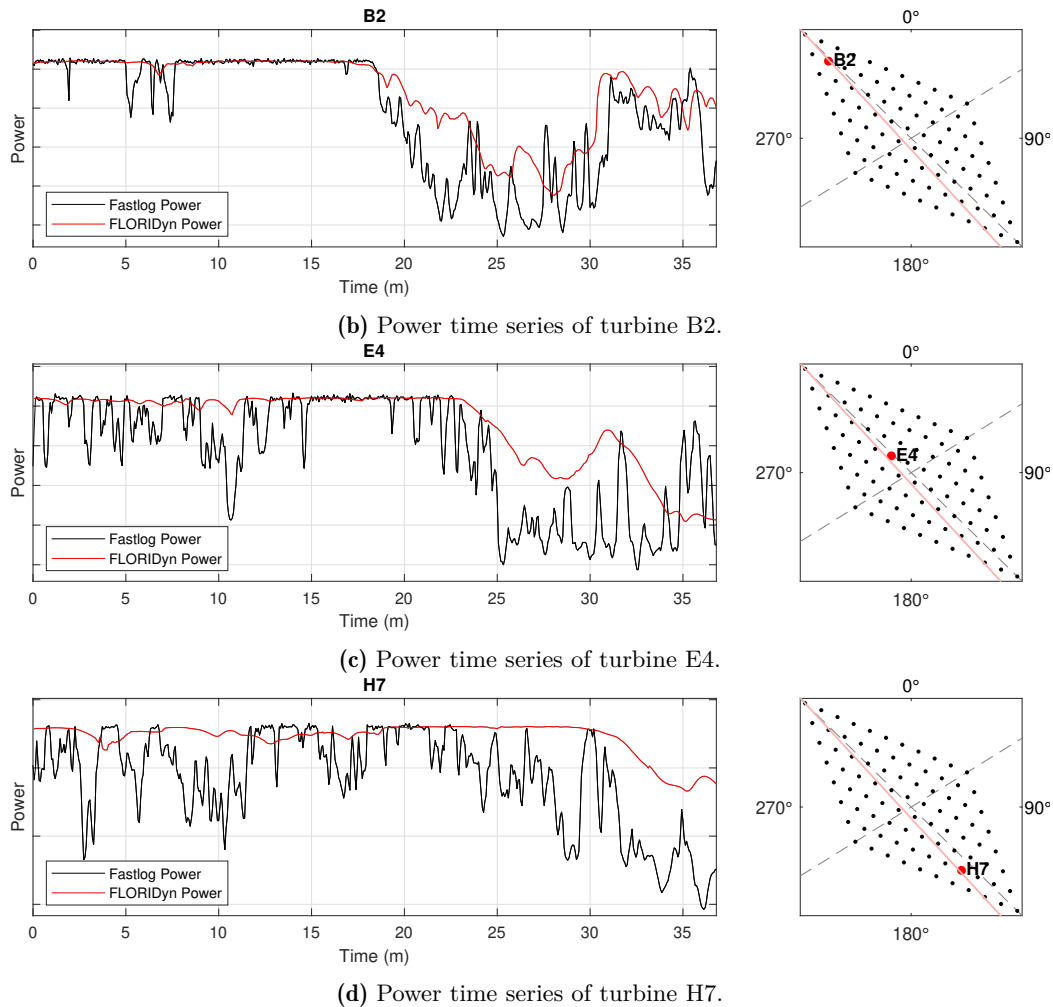 B2
Power
Fastlog Power
FLORIDyn Power
0 5 10 15 20 25 30 35
Time (m)
0°
B2
270°
90°
180°
(b) Power time series of turbine B2.
E4
Power
Fastlog Power
FLORIDyn Power
0 5 10 15 20 25 30 35
Time (m)
0°
E4
270°
90°
180°
(c) Power time series of turbine E4.
H7
Power
Fastlog Power
FLORIDyn Power
0 5 10 15 20 25 30 35
Time (m)
0°
270°
90°
H7
180°
(d) Power time series of turbine H7.